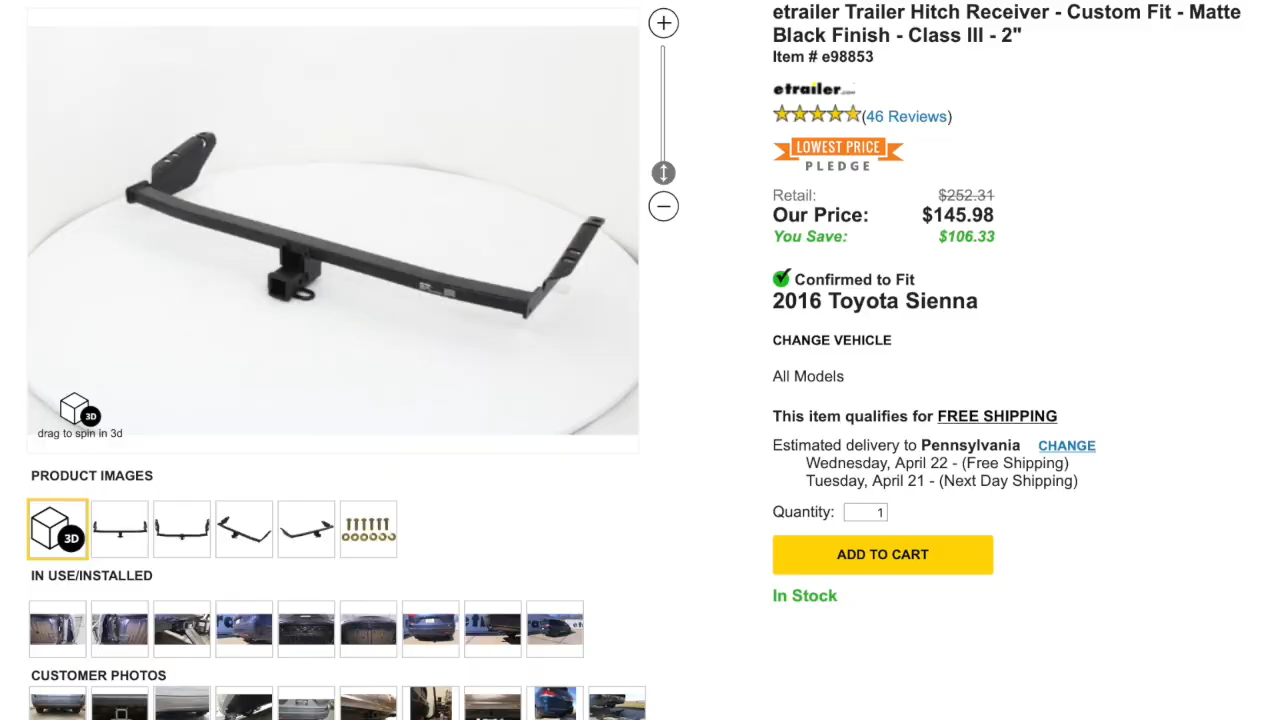 etrailer Trailer Hitch Receiver - Custom Fit - Matte
Black Finish - Class III - 2"
Item # e98853
etrailer.com
(46 Reviews)
LOWEST PRICE
PLEDGE
Retail: $252.31
Our Price: $145.98
You Save: $106.33
Confirmed to Fit
2016 Toyota Sienna
CHANGE VEHICLE
All Models
This item qualifies for FREE SHIPPING
Estimated delivery to Pennsylvania CHANGE
Wednesday, April 22 - (Free Shipping)
Tuesday, April 21 - (Next Day Shipping)
Quantity: 1
ADD TO CART
In Stock
3D
drag to spin in 3d
PRODUCT IMAGES
3D
IN USE/INSTALLED
CUSTOMER PHOTOS